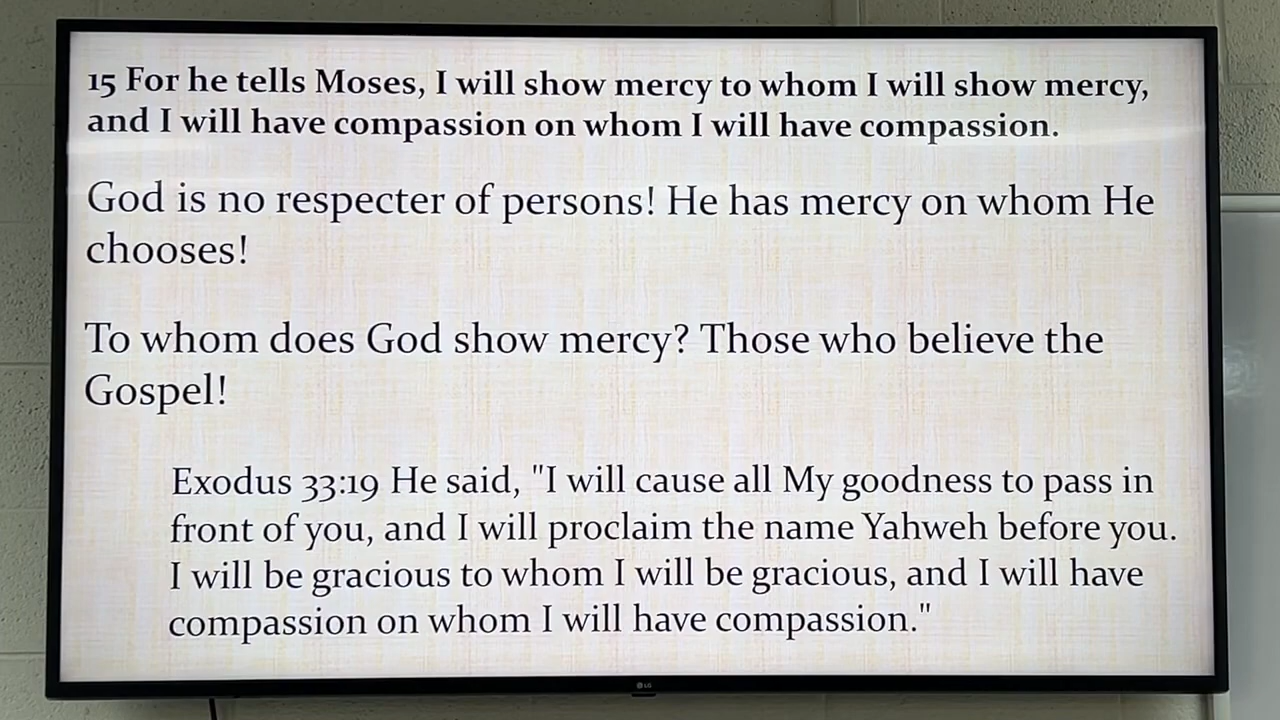 15 For he tells Moses, I will show mercy to whom I will show mercy,
and I will have compassion on whom I will have compassion.
God is no respecter of persons! He has mercy on whom He
chooses!
To whom does God show mercy? Those who believe the
Gospel!
Exodus 33:19 He said, "I will cause all My goodness to pass in
front of you, and I will proclaim the name Yahweh before you.
I will be gracious to whom I will be gracious, and I will have
compassion on whom I will have compassion."
LG